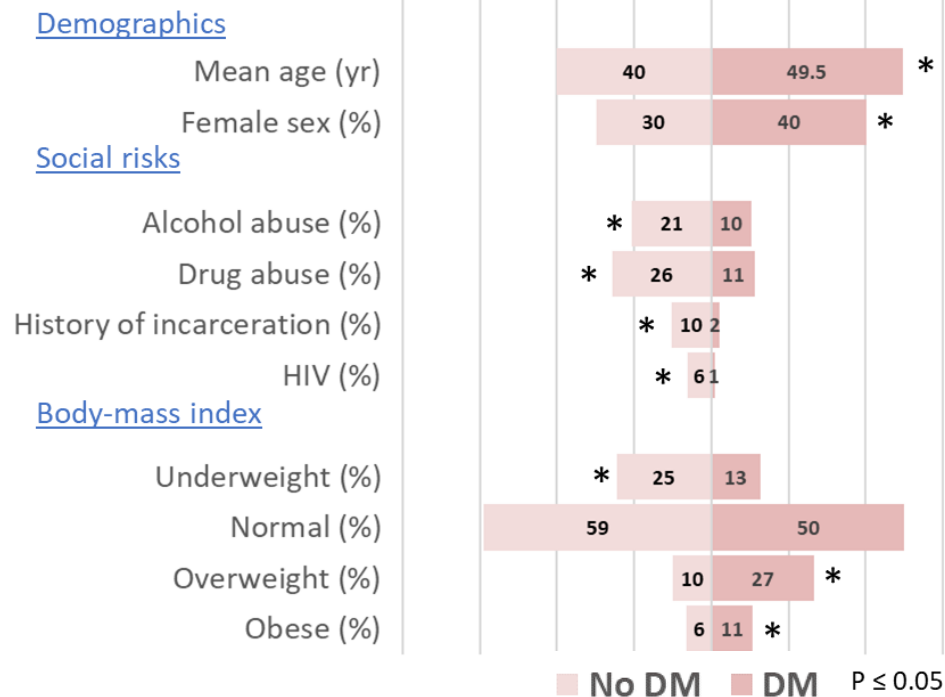 Demographics
Mean age (yr) 40 49.5 *
Female sex (%) 30 40 *
Social risks
Alcohol abuse (%) * 21 10
Drug abuse (%) * 26 11
History of incarceration (%) * 10 2
HIV (%) * 6 1
Body-mass index
Underweight (%) * 25 13
Normal (%) 59 50
Overweight (%) 10 27 *
Obese (%) 6 11 *
No DM DM P ≤ 0.05